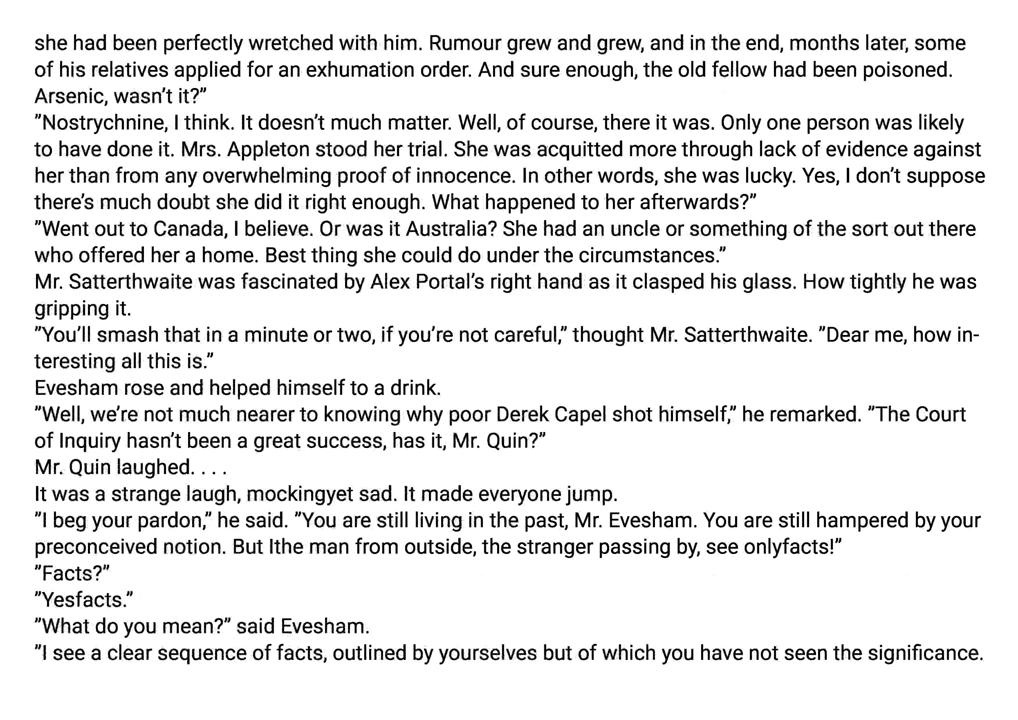 she had been perfectly wretched with him. Rumour grew and grew, and in the end, months later, some
of his relatives applied for an exhumation order. And sure enough, the old fellow had been poisoned.
Arsenic, wasn’t it?”
”Nostrychnine, I think. It doesn’t much matter. Well, of course, there it was. Only one person was likely
to have done it. Mrs. Appleton stood her trial. She was acquitted more through lack of evidence against
her than from any overwhelming proof of innocence. In other words, she was lucky. Yes, I don’t suppose
there’s much doubt she did it right enough. What happened to her afterwards?”
”Went out to Canada, I believe. Or was it Australia? She had an uncle or something of the sort out there
who offered her a home. Best thing she could do under the circumstances.”
Mr. Satterthwaite was fascinated by Alex Portal’s right hand as it clasped his glass. How tightly he was
gripping it.
”You’ll smash that in a minute or two, if you’re not careful,” thought Mr. Satterthwaite. ”Dear me, how in-
teresting all this is.”
Evesham rose and helped himself to a drink.
”Well, we’re not much nearer to knowing why poor Derek Capel shot himself,” he remarked. ”The Court
of Inquiry hasn’t been a great success, has it, Mr. Quin?”
Mr. Quin laughed. . . .
It was a strange laugh, mockingyet sad. It made everyone jump.
”I beg your pardon,” he said. ”You are still living in the past, Mr. Evesham. You are still hampered by your
preconceived notion. But Ithe man from outside, the stranger passing by, see onlyfacts!”
”Facts?”
”Yesfacts.”
”What do you mean?” said Evesham.
”I see a clear sequence of facts, outlined by yourselves but of which you have not seen the significance.